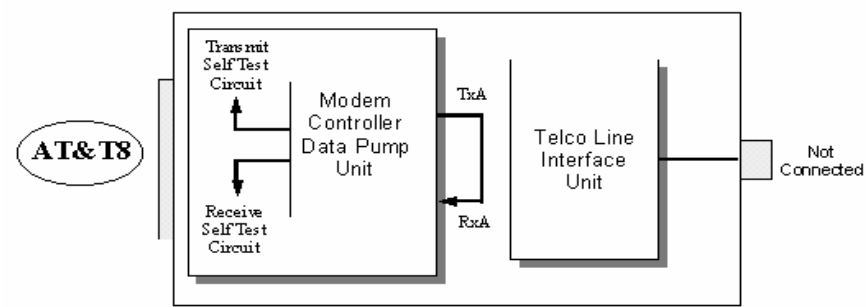 AT&T8
Transmit
Self Test
Circuit
Receive
Self Test
Circuit
Modem
Controller
Data Pump
Unit
TxA
RxA
Telco Line
Interface
Unit
Not
Connected